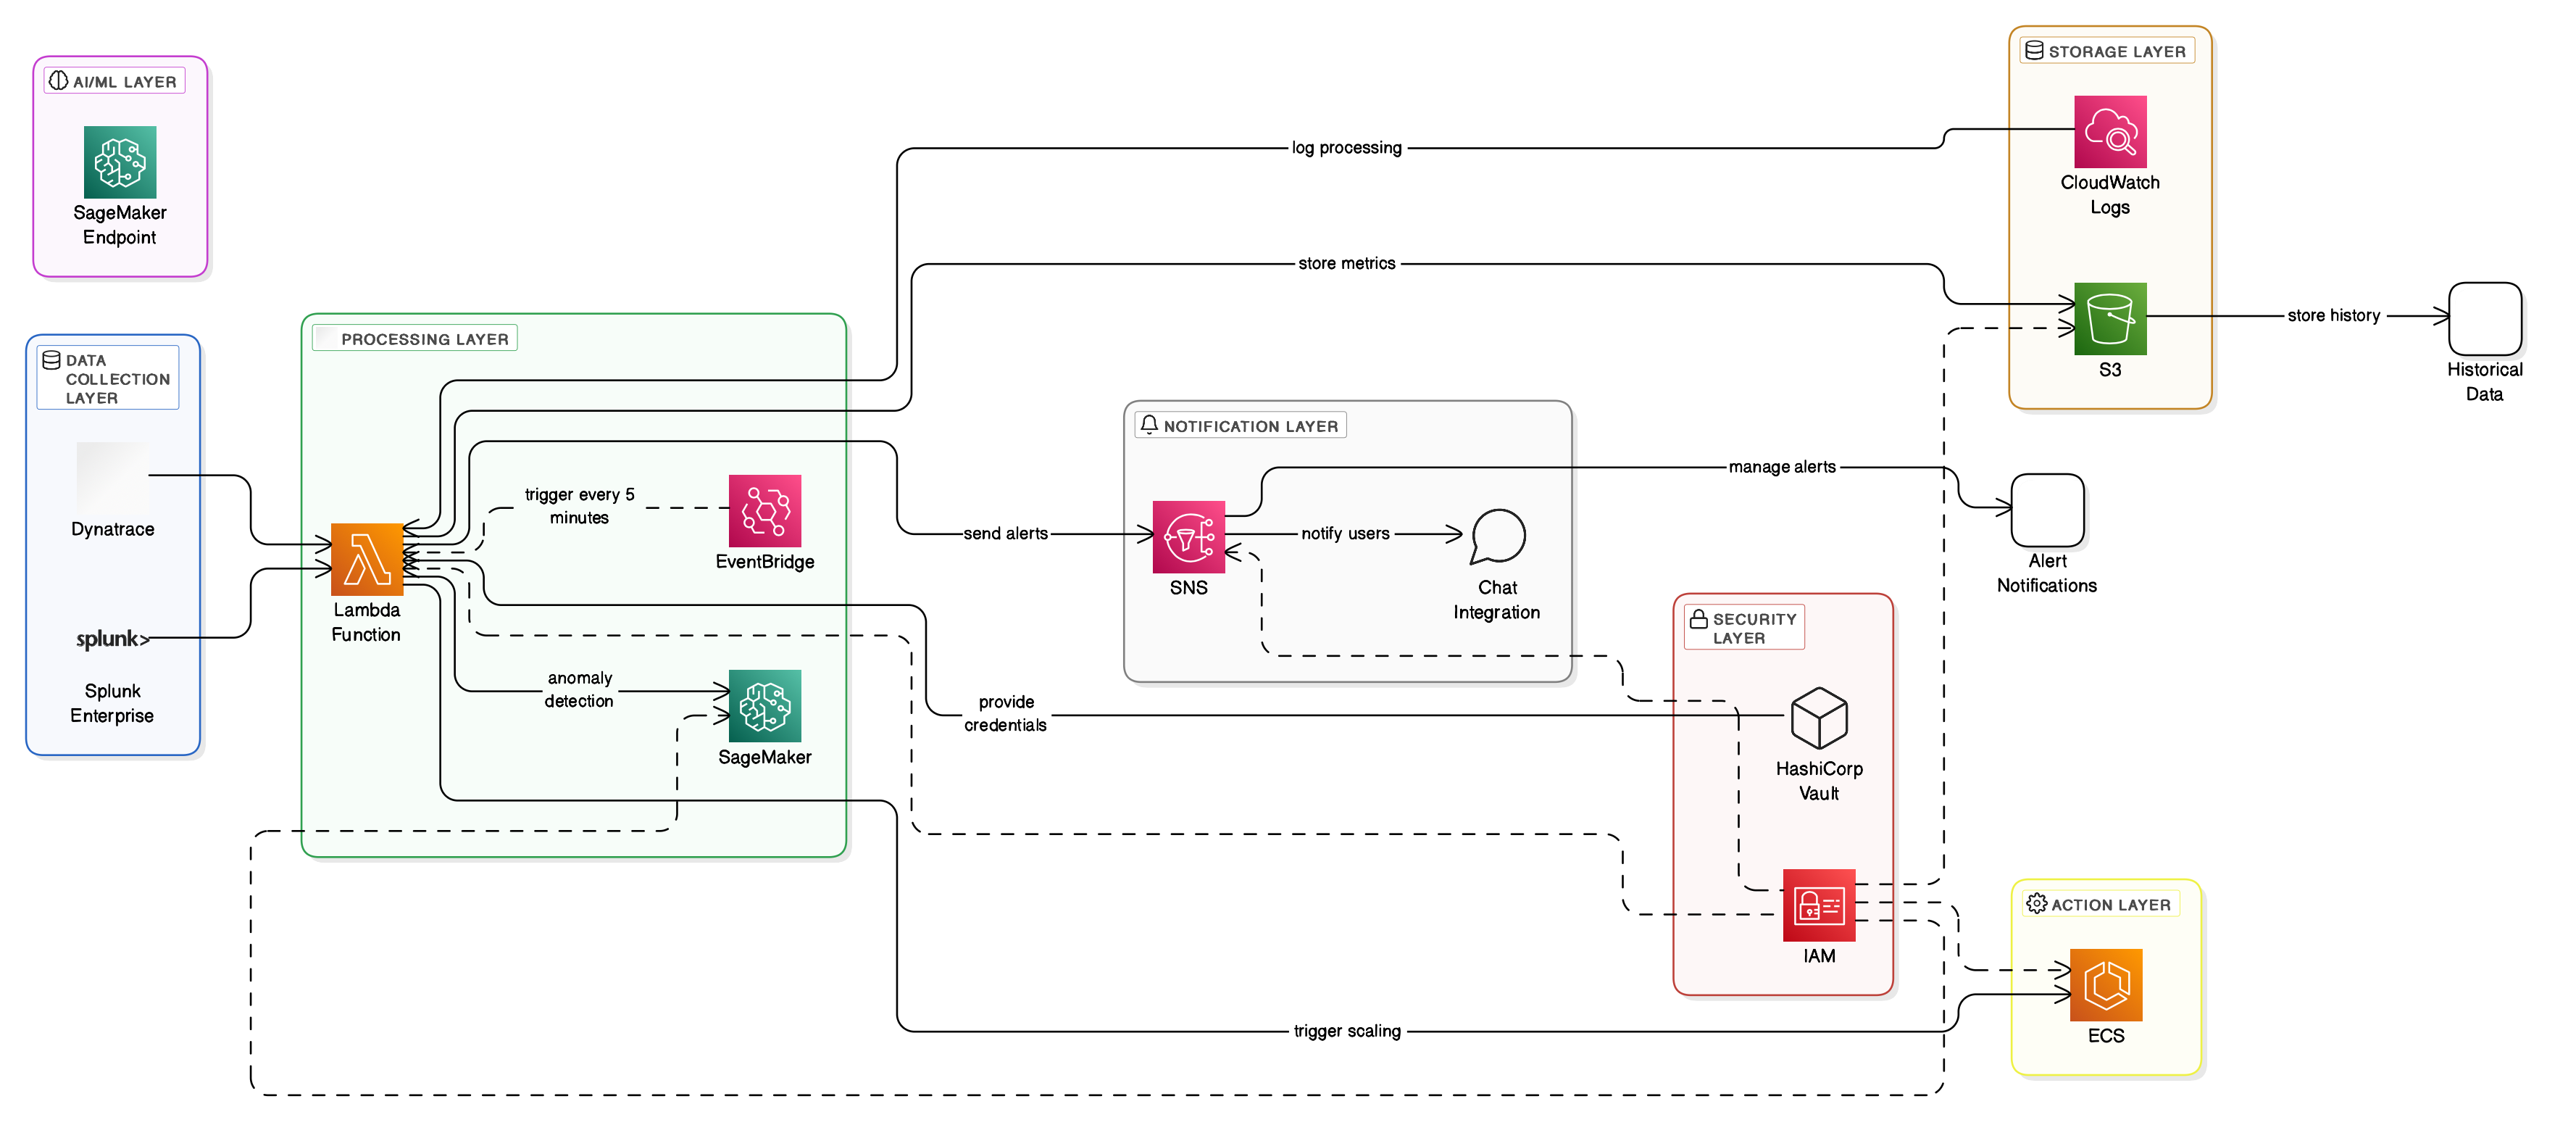 AI/ML LAYER
SageMaker
Endpoint
DATA
COLLECTION
LAYER
Dynatrace
splunk>
Splunk
Enterprise
PROCESSING LAYER
trigger every 5
minutes
EventBridge
Lambda
Function
anomaly
detection
SageMaker
log processing
store metrics
send alerts
provide
credentials
trigger scaling
NOTIFICATION LAYER
SNS
notify users
manage alerts
Chat
Integration
SECURITY
LAYER
HashiCorp
Vault
IAM
STORAGE LAYER
CloudWatch
Logs
S3
store history
Historical
Data
Alert
Notifications
ACTION LAYER
ECS